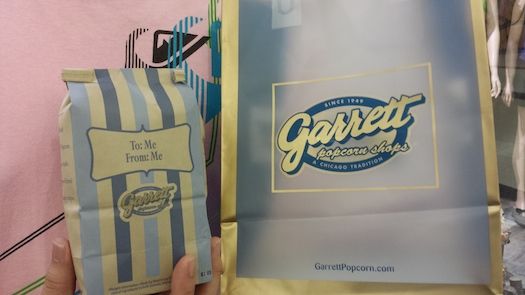 To: Me
From: Me
Garrett
SINCE 1949
Garrett
popcorn shops
A CHICAGO TRADITION
GarrettPopcorn.com